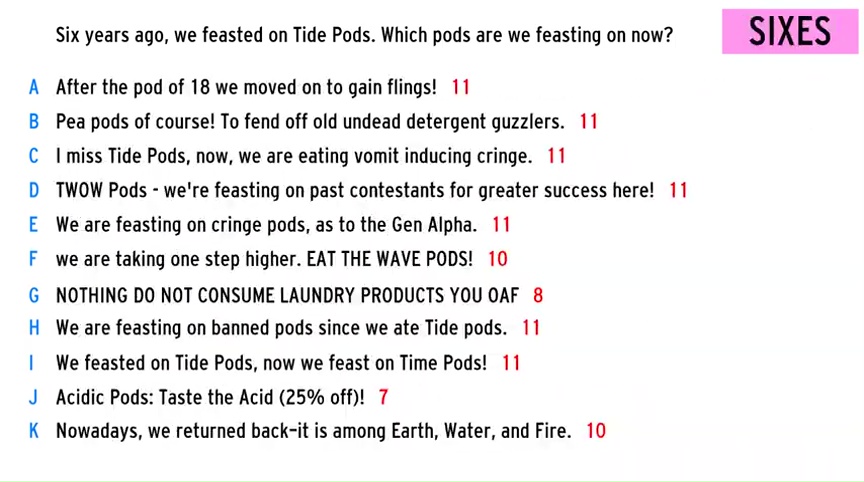 Six years ago, we feasted on Tide Pods. Which pods are we feasting on now?
SIXES
A After the pod of 18 we moved on to gain flings! 11
B Pea pods of course! To fend off old undead detergent guzzlers. 11
C I miss Tide Pods, now, we are eating vomit inducing cringe. 11
D TWOW Pods - we're feasting on past contestants for greater success here! 11
E We are feasting on cringe pods, as to the Gen Alpha. 11
F we are taking one step higher. EAT THE WAVE PODS! 10
G NOTHING DO NOT CONSUME LAUNDRY PRODUCTS YOU OAF 8
H We are feasting on banned pods since we ate Tide pods. 11
I We feasted on Tide Pods, now we feast on Time Pods! 11
J Acidic Pods: Taste the Acid (25% off)! 7
K Nowadays, we returned back–it is among Earth, Water, and Fire. 10